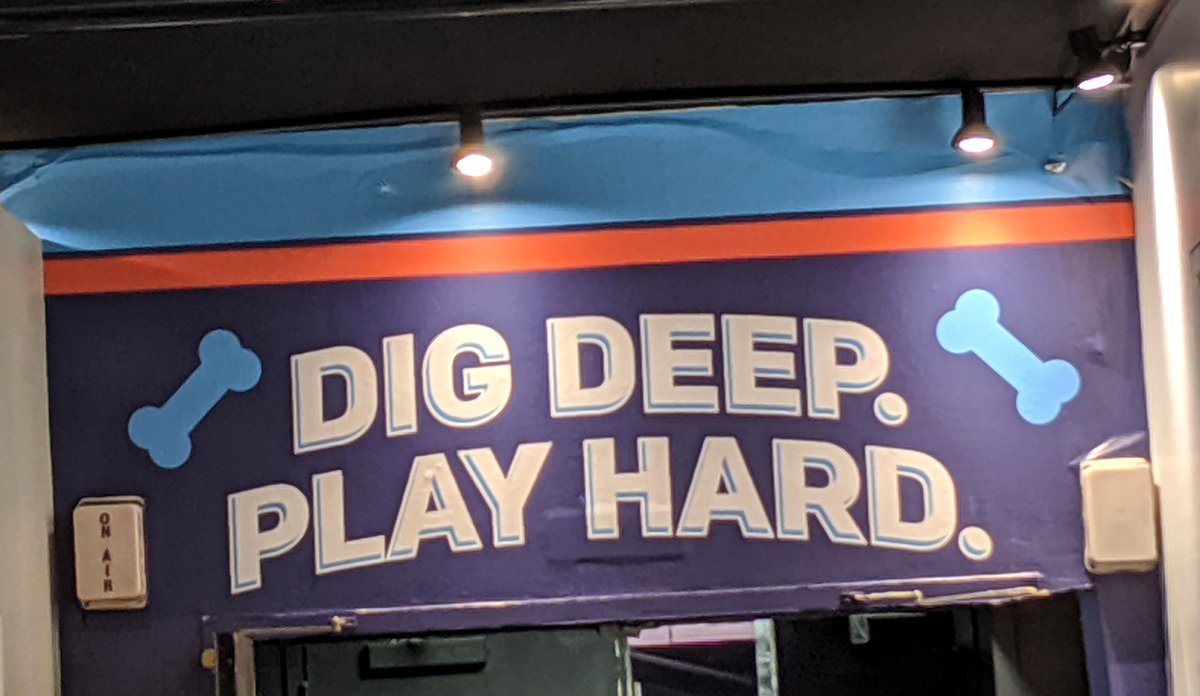 DIG DEEP.
PLAY HARD.
ON AIR